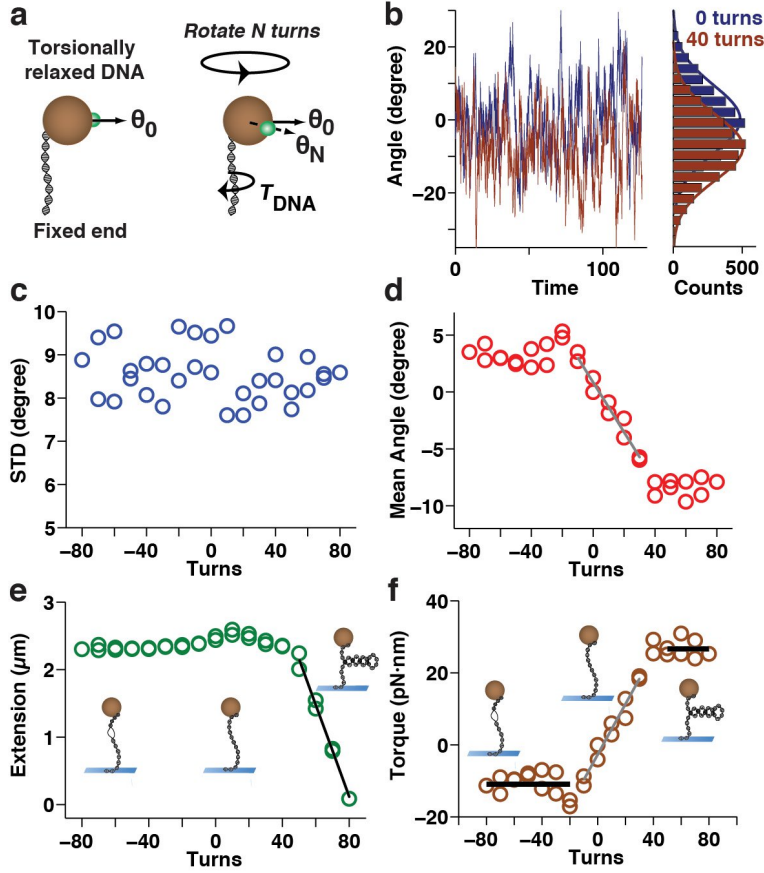 a
Rotate N turns
Torsionally
relaxed DNA
θ0
θ0
θN
TDNA
Fixed end
b
0 turns
40 turns
Angle (degree)
20
0
−20
0
100
Time
0
500
Counts
c
STD (degree)
10
9
8
7
6
5
−80
−40
0
40
80
Turns
d
Mean Angle (degree)
5
0
−5
−10
−80
−40
0
40
80
Turns
e
Extension (µm)
3
2
1
0
−80
−40
0
40
80
Turns
f
Torque (pN·nm)
40
20
0
−20
−80
−40
0
40
80
Turns